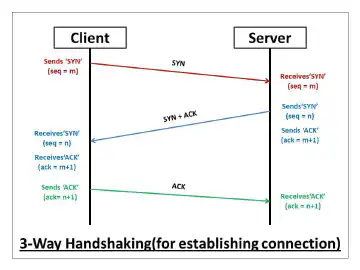 Client
Server
Sends 'SYN'
(seq = m)
SYN
Receives'SYN'
(seq = m)
Sends'SYN'
(seq = n)
SYN + ACK
Sends 'ACK'
(ack = m+1)
Receives'SYN'
(seq = n)
Receives'ACK'
(ack = m+1)
Sends 'ACK'
(ack= n+1)
ACK
Receives'ACK'
(ack = n+1)
3-Way Handshaking(for establishing connection)